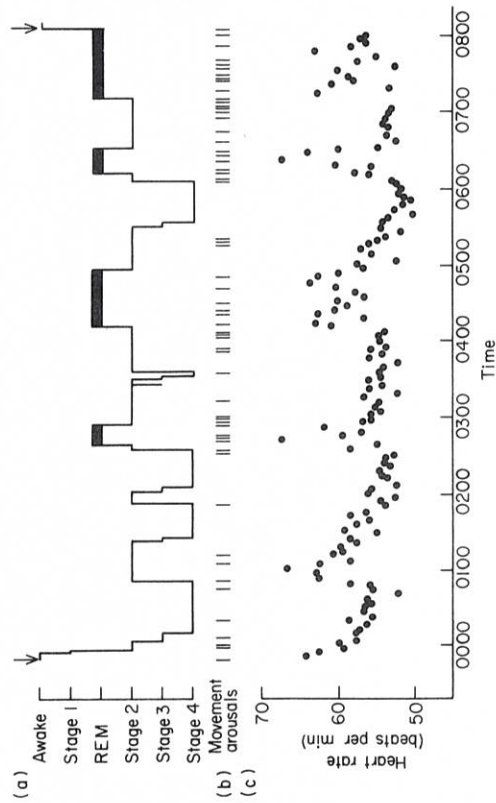 (a)
Awake
Stage 1
REM
Stage 2
Stage 3
Stage 4
(b) Movement
arousals
(c)
70
60
50
Heart rate
(beats per min)
0000
0100
0200
0300
0400
0500
0600
0700
0800
Time